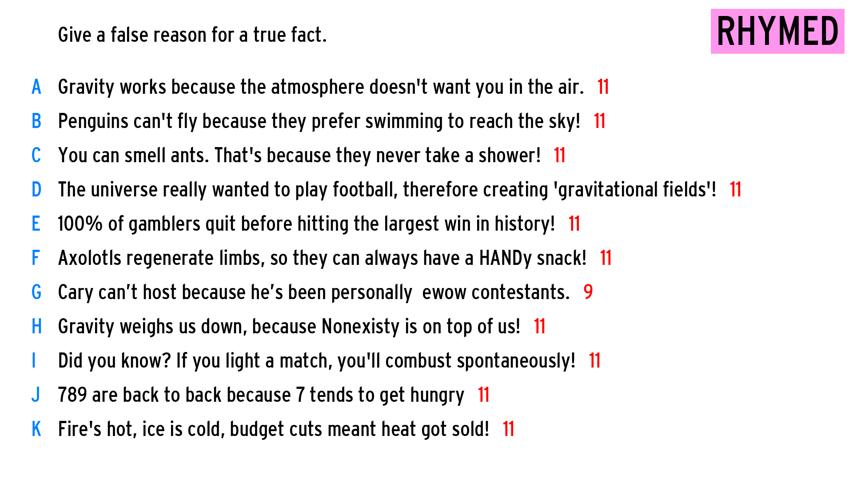 Give a false reason for a true fact.
RHYMED
A Gravity works because the atmosphere doesn't want you in the air. 11
B Penguins can't fly because they prefer swimming to reach the sky! 11
C You can smell ants. That's because they never take a shower! 11
D The universe really wanted to play football, therefore creating 'gravitational fields'! 11
E 100% of gamblers quit before hitting the largest win in history! 11
F Axolotls regenerate limbs, so they can always have a HANDy snack! 11
G Cary can’t host because he’s been personally  ewow contestants. 9
H Gravity weighs us down, because Nonexisty is on top of us! 11
I Did you know? If you light a match, you'll combust spontaneously! 11
J 789 are back to back because 7 tends to get hungry 11
K Fire's hot, ice is cold, budget cuts meant heat got sold! 11